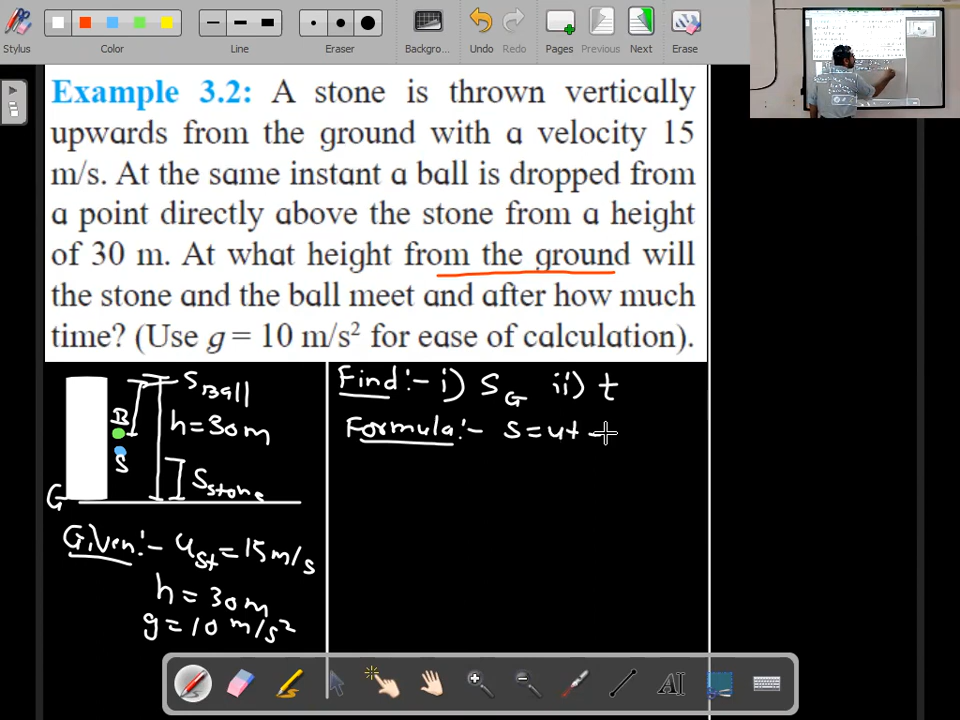 Stylus
Color
Line
Eraser
Backgro...
Undo
Redo
Pages
Previous
Next
Erase
Example 3.2: A stone is thrown vertically
upwards from the ground with a velocity 15
m/s. At the same instant a ball is dropped from
a point directly above the stone from a height
of 30 m. At what height from the ground will
the stone and the ball meet and after how much
time? (Use g = 10 m/s² for ease of calculation).
S Ball
B
h = 30 m
S
S stone
G
Given :- u st = 15 m/s
h = 30 m
g = 10 m/s²
Find :- i) S G ii) t
Formula :- s = ut +
AI